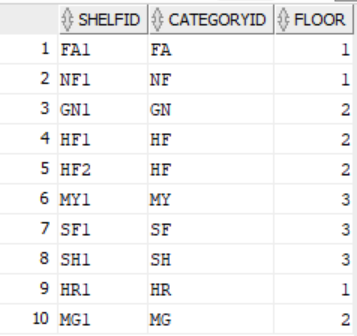 SHELFID CATEGORYID FLOOR
1 FA1 FA 1
2 NF1 NF 1
3 GN1 GN 2
4 HF1 HF 2
5 HF2 HF 2
6 MY1 MY 3
7 SF1 SF 3
8 SH1 SH 3
9 HR1 HR 1
10 MG1 MG 2